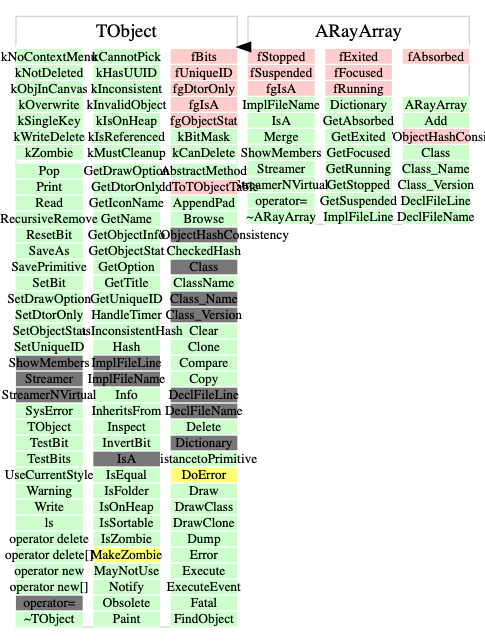 TObject ARayArray
kNoContextMenu kCannotPick fBits fStopped fExited fAbsorbed
kNotDeleted kHasUUID fUniqueID fSuspended fFocused
kObjInCanvas kInconsistent fgDtorOnly fgIsA fRunning
kOverwrite kInvalidObject fgIsA ImplFileName Dictionary ARayArray
kSingleKey kIsOnHeap fgObjectStat IsA GetAbsorbed Add
kWriteDelete kIsReferenced kBitMask Merge GetExited
kZombie kMustCleanup kCanDelete ShowMembers GetFocused Class
Pop GetDrawOption AbstractMethod Streamer GetRunning Class_Name
Print GetDtorOnly StreamerNVirtual GetStopped Class_Version
Read GetIconName AppendPad operator= GetSuspended DeclFileLine
RecursiveRemove GetName Browse ~ARayArray ImplFileLine DeclFileName
ResetBit GetObjectInfo ObjectHashConsistency
SaveAs GetObjectStat CheckedHash
SavePrimitive GetOption Class
SetBit GetTitle ClassName
SetDrawOption GetUniqueID Class_Name
SetDtorOnly HandleTimer Class_Version
SetObjectStat Clear
SetUniqueID Hash Clone
ShowMembers ImplFileLine Compare
Streamer ImplFileName Copy
StreamerNVirtual Info DeclFileLine
SysError InheritsFrom DeclFileName
TObject Inspect Delete
TestBit InvertBit Dictionary
TestBits IsA istancetoPrimitive
UseCurrentStyle IsEqual DoError
Warning IsFolder Draw
Write IsOnHeap DrawClass
ls IsSortable DrawClone
operator delete IsZombie Dump
operator delete[] MakeZombie Error
operator new MayNotUse Execute
operator new[] Notify ExecuteEvent
operator= Obsolete Fatal
~TObject Paint FindObject